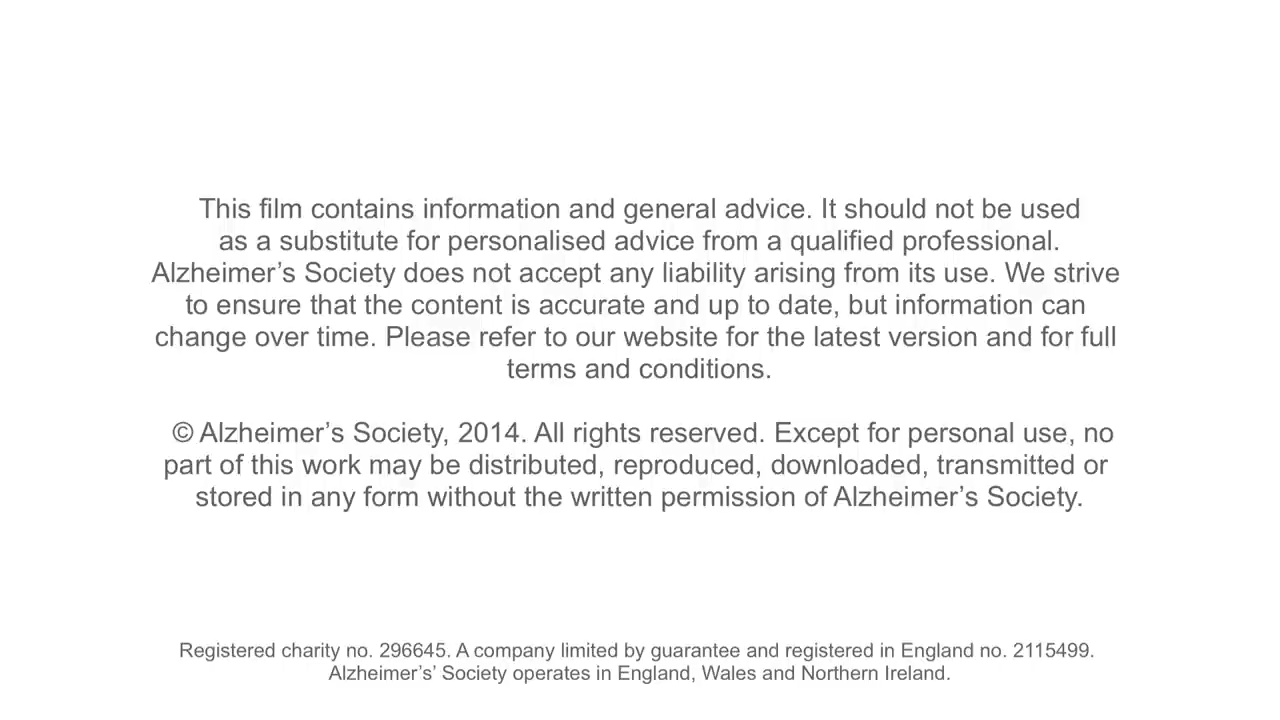 This film contains information and general advice. It should not be used
as a substitute for personalised advice from a qualified professional.
Alzheimer’s Society does not accept any liability arising from its use. We strive
to ensure that the content is accurate and up to date, but information can
change over time. Please refer to our website for the latest version and for full
terms and conditions.
© Alzheimer’s Society, 2014. All rights reserved. Except for personal use, no
part of this work may be distributed, reproduced, downloaded, transmitted or
stored in any form without the written permission of Alzheimer’s Society.
Registered charity no. 296645. A company limited by guarantee and registered in England no. 2115499.
Alzheimer’s’ Society operates in England, Wales and Northern Ireland.